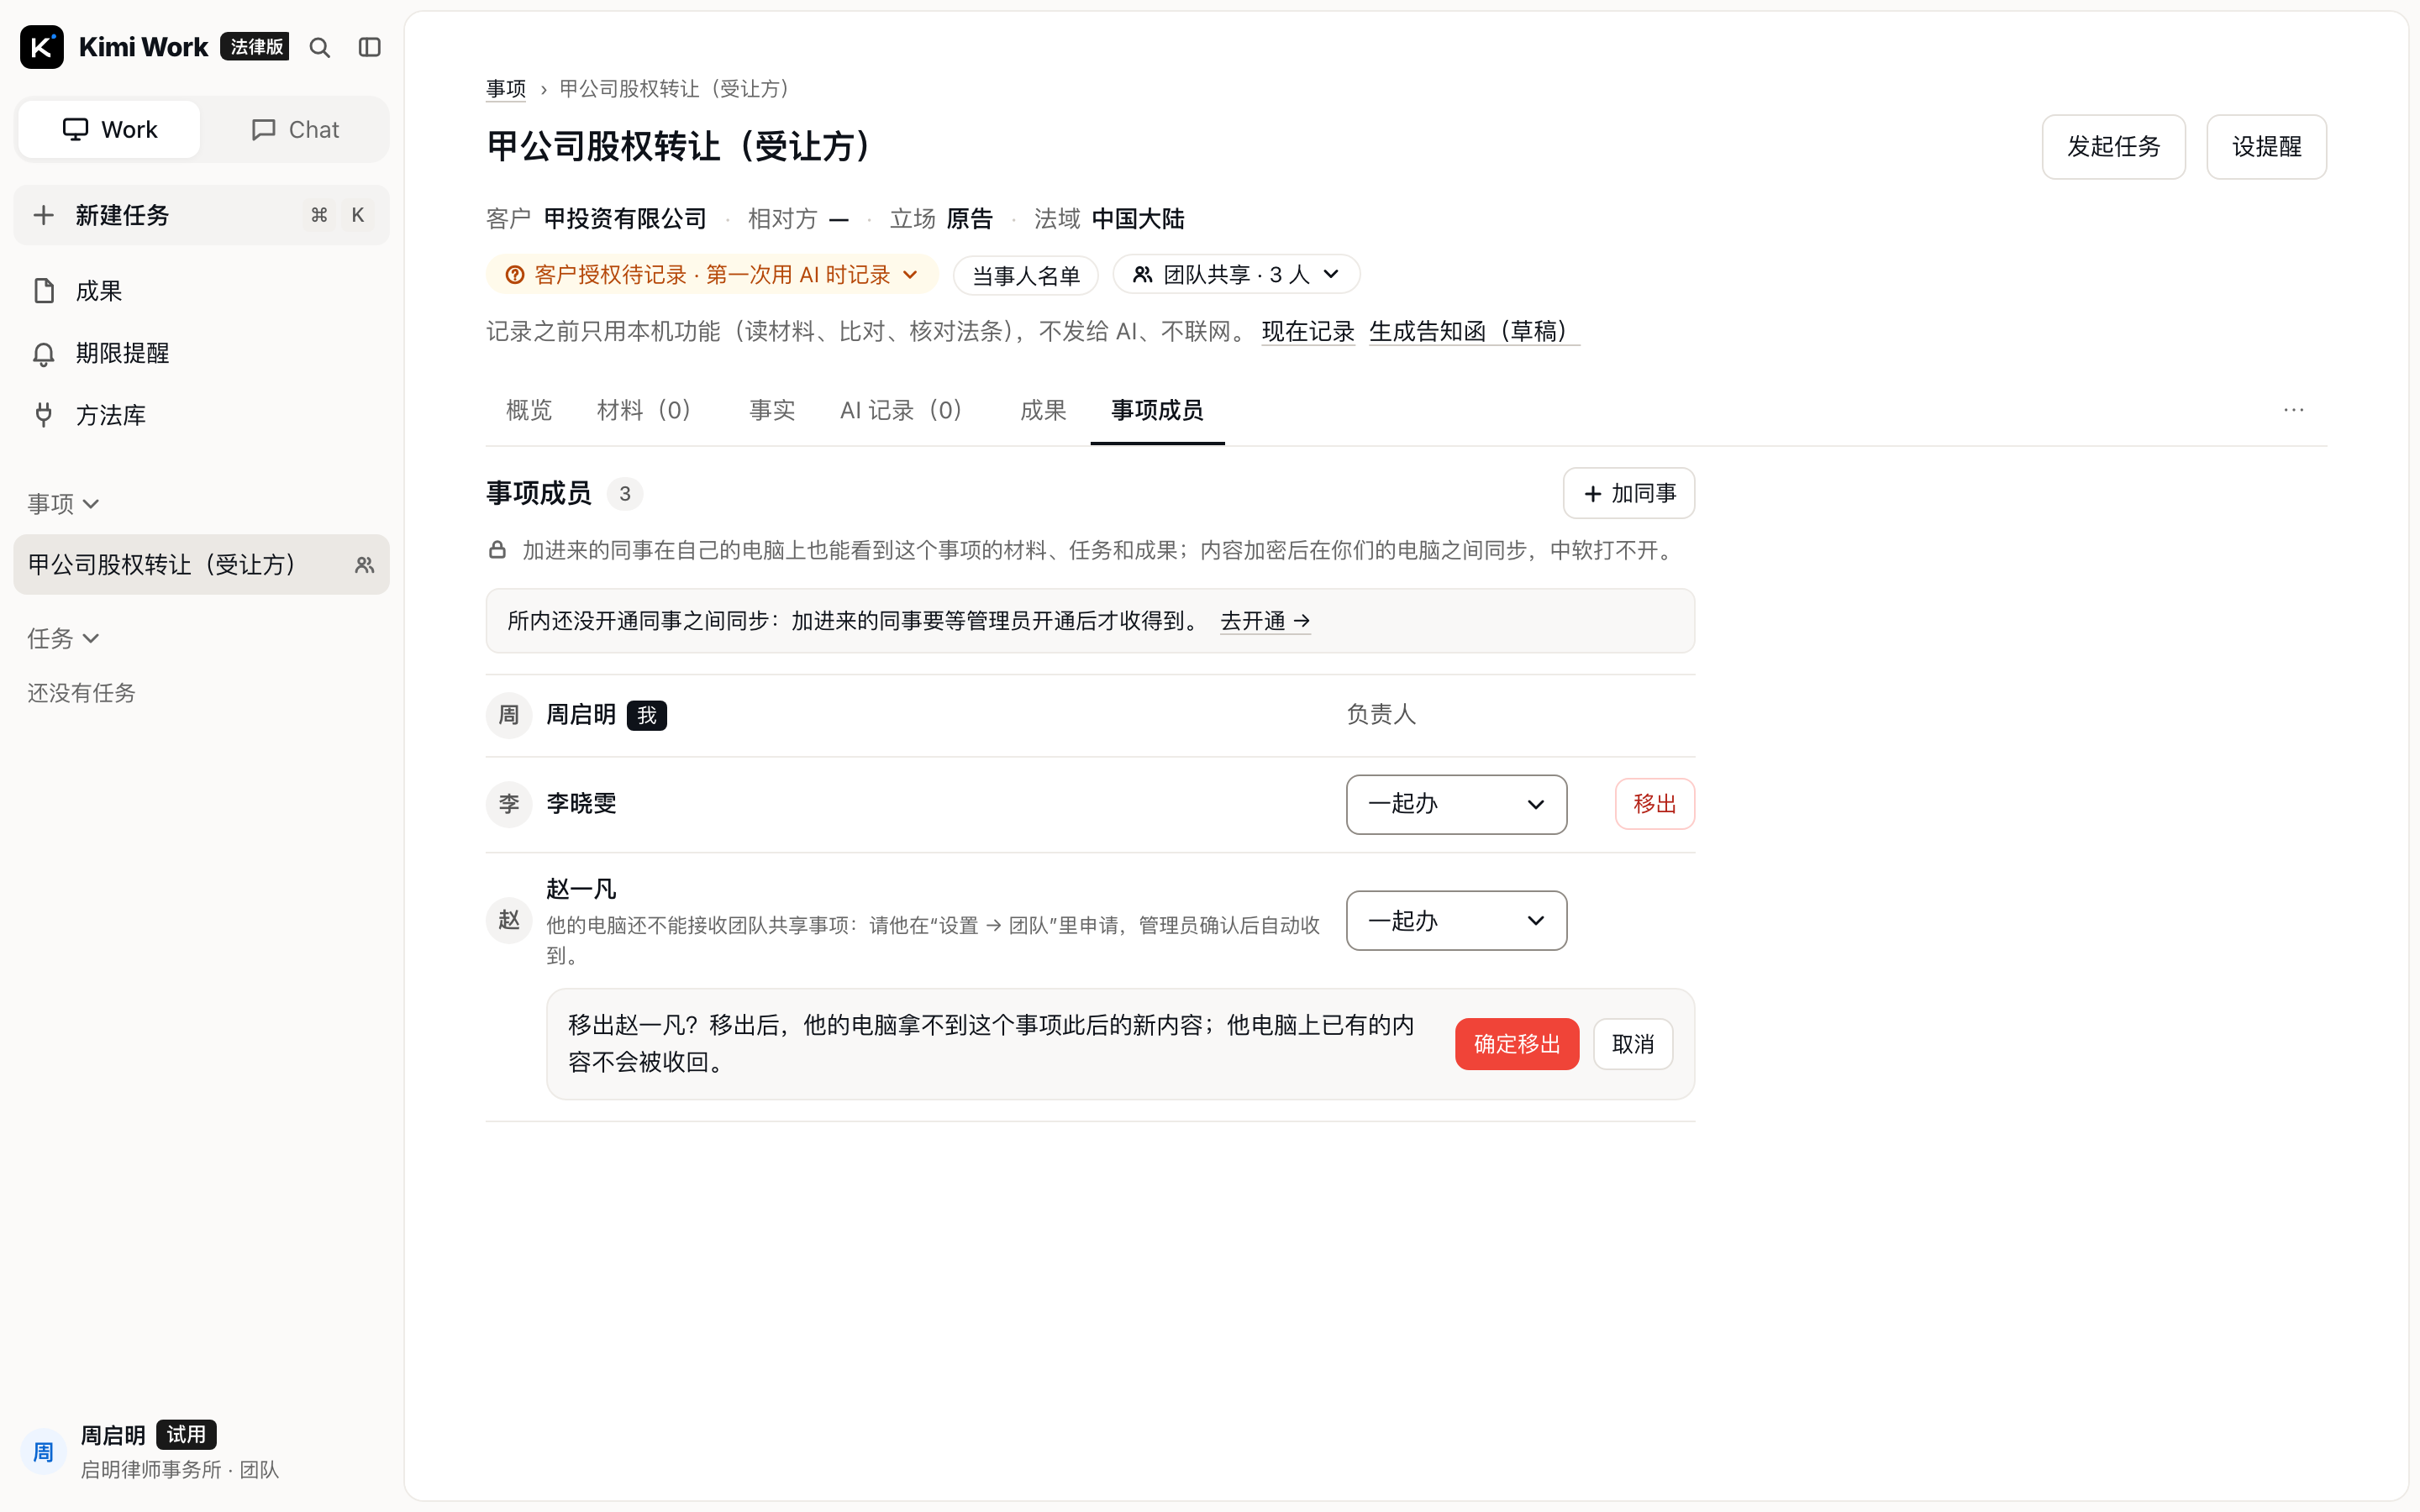 Kimi Work 法律版
Work
Chat
新建任务 ⌘ K
成果
期限提醒
方法库
事项
甲公司股权转让（受让方）
任务
还没有任务
周 周启明 试用
启明律师事务所 · 团队
事项 › 甲公司股权转让（受让方）
甲公司股权转让（受让方）
发起任务
设提醒
客户 甲投资有限公司 · 相对方 — · 立场 原告 · 法域 中国大陆
客户授权待记录 · 第一次用 AI 时记录
当事人名单
团队共享 · 3 人
记录之前只用本机功能（读材料、比对、核对法条），不发给 AI、不联网。 现在记录 生成告知函（草稿）
概览 材料（0） 事实 AI 记录（0） 成果 事项成员 ···
事项成员 3
+ 加同事
加进来的同事在自己的电脑上也能看到这个事项的材料、任务和成果；内容加密后在你们的电脑之间同步，中软打不开。
所内还没开通同事之间同步：加进来的同事要等管理员开通后才收得到。 去开通 →
周 周启明 我 负责人
李 李晓雯 一起办 移出
赵 赵一凡
他的电脑还不能接收团队共享事项：请他在“设置 → 团队”里申请，管理员确认后自动收
到。
一起办
移出赵一凡？移出后，他的电脑拿不到这个事项此后的新内容；他电脑上已有的内
容不会被收回。
确定移出
取消